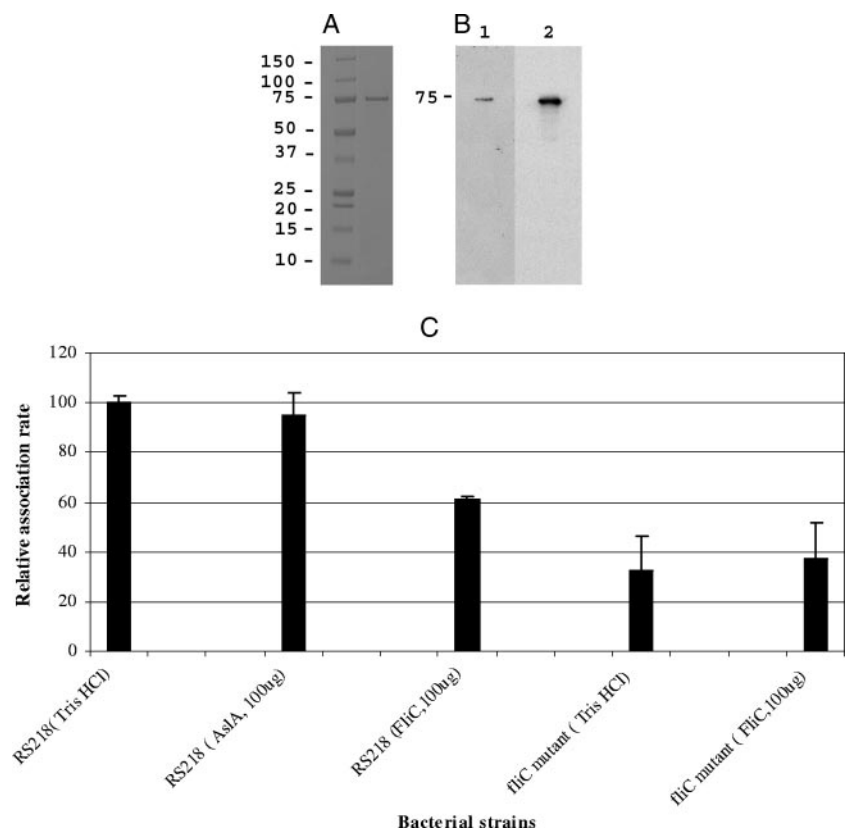 A
B
1 2
150 -
100 -
75 -
50 -
37 -
25 -
20 -
15 -
10 -
75 -
C
120
100
80
60
40
20
0
Relative association rate
RS218( Tris HCl)
RS218 ( AslA, 100ug)
RS218 (FliC,100ug)
fliC mutant ( Tris HCl)
fliC mutant ( FliC,100ug)
Bacterial strains